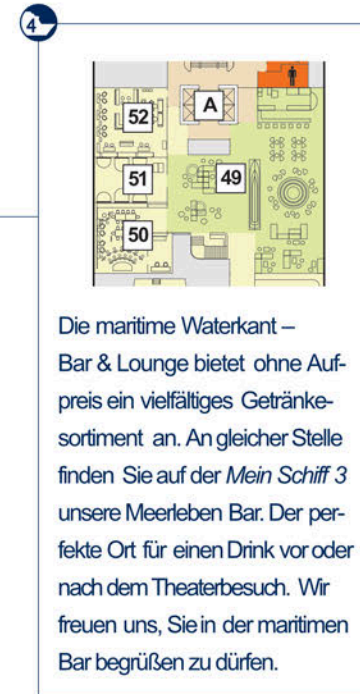 4
52
A
51
49
50
Die maritime Waterkant –
Bar & Lounge bietet ohne Auf-
preis ein vielfältiges Getränke-
sortiment an. An gleicher Stelle
finden Sie auf der Mein Schiff 3
unsere Meerleben Bar. Der per-
fekte Ort für einen Drink vor oder
nach dem Theaterbesuch. Wir
freuen uns, Sie in der maritimen
Bar begrüßen zu dürfen.